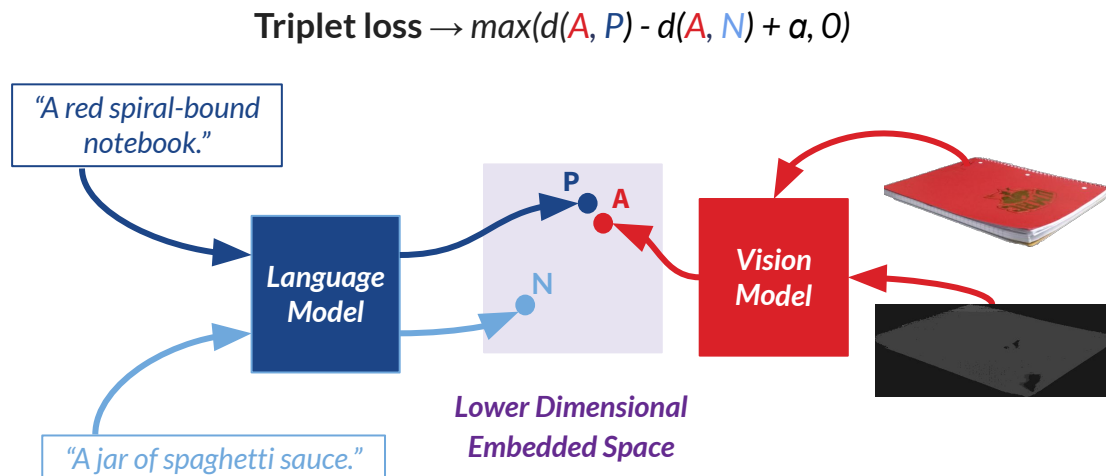 Triplet loss → max(d(A, P) - d(A, N) + α, 0)
“A red spiral-bound
notebook.”
P
A
Language
Model
N
Vision
Model
Lower Dimensional
Embedded Space
“A jar of spaghetti sauce.”